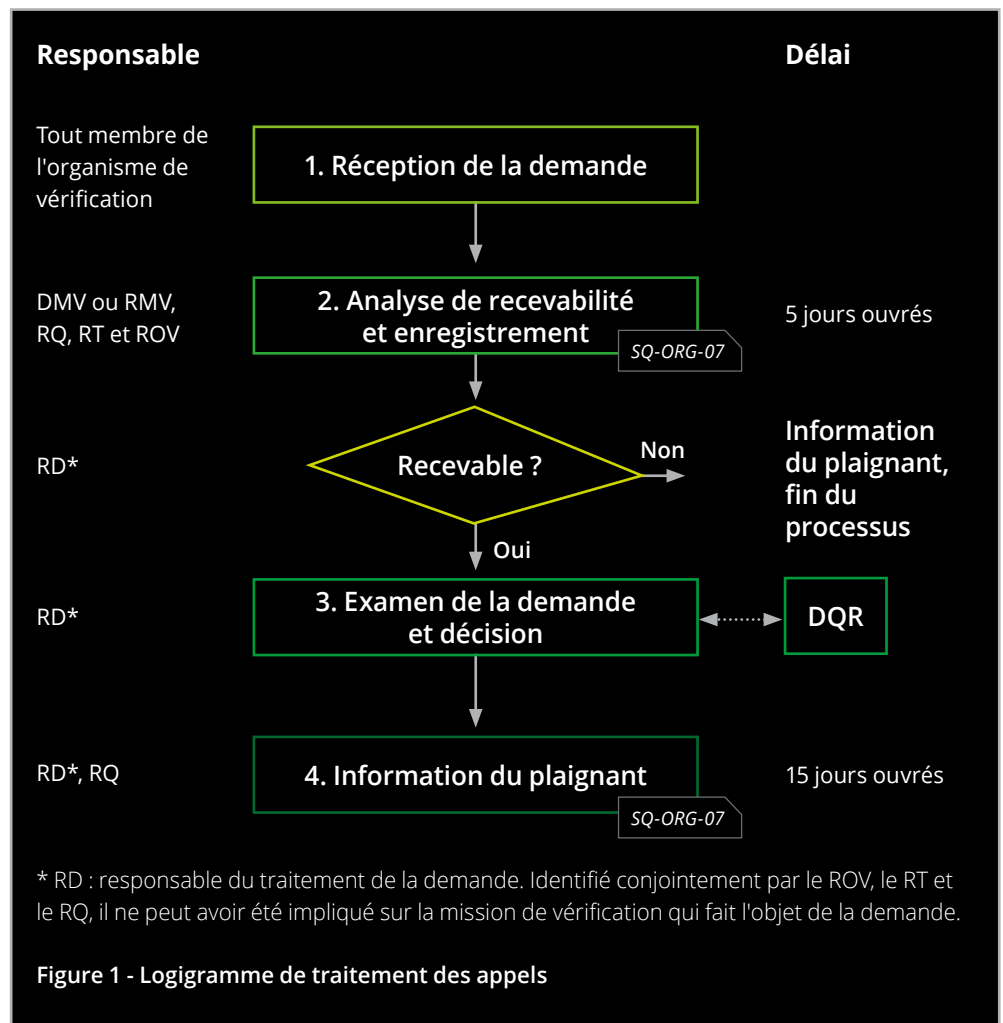 Responsable
Délai
Tout membre de
l'organisme de
vérification
1. Réception de la demande
DMV ou RMV,
RQ, RT et ROV
2. Analyse de recevabilité
et enregistrement
SQ-ORG-07
5 jours ouvrés
RD*
Recevable ?
Non
Information
du plaignant,
fin du
processus
Oui
RD*
3. Examen de la demande
et décision
DQR
RD*, RQ
4. Information du plaignant
SQ-ORG-07
15 jours ouvrés
* RD : responsable du traitement de la demande. Identifié conjointement par le ROV, le RT et
le RQ, il ne peut avoir été impliqué sur la mission de vérification qui fait l'objet de la demande.
Figure 1 - Logigramme de traitement des appels